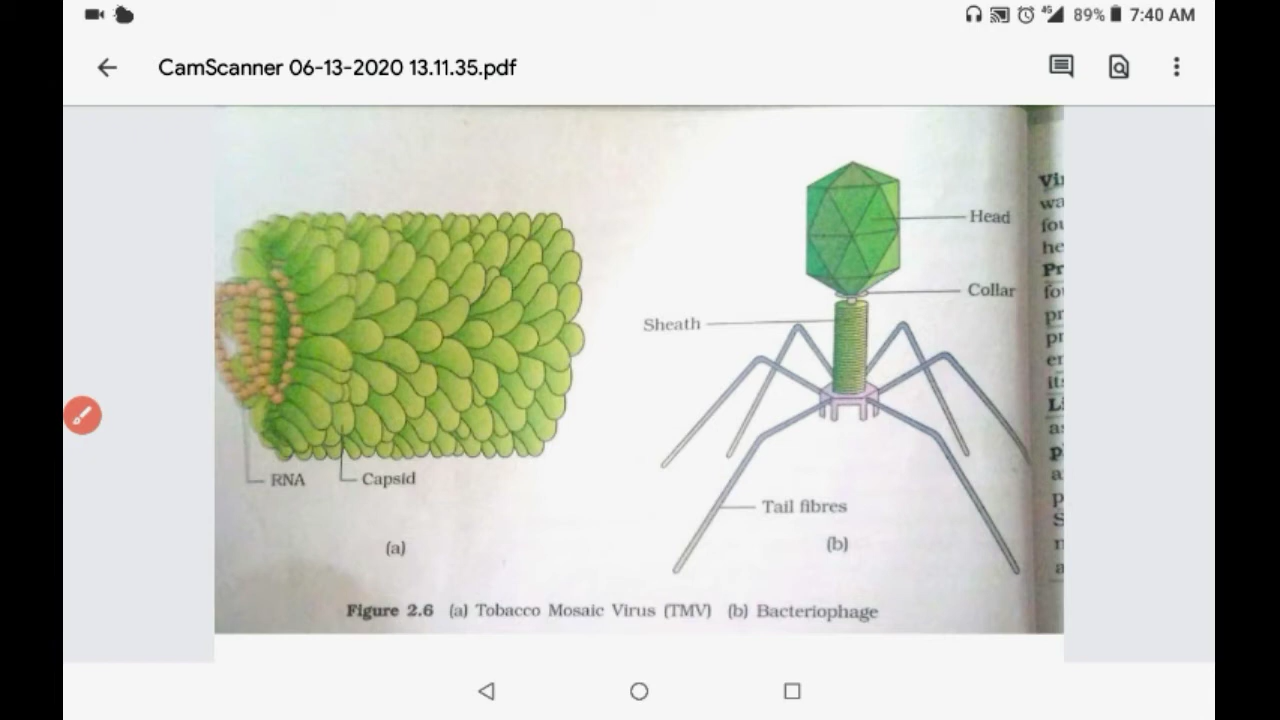 4G 89% 7:40 AM
CamScanner 06-13-2020 13.11.35.pdf
Head
Collar
Sheath
RNA
Capsid
Tail fibres
(a)
(b)
Figure 2.6 (a) Tobacco Mosaic Virus (TMV) (b) Bacteriophage